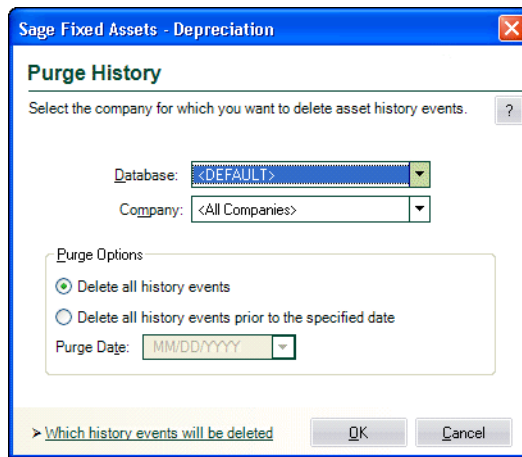 Sage Fixed Assets - Depreciation
Purge History
Select the company for which you want to delete asset history events.
?
Database: <DEFAULT>
Company: <All Companies>
Purge Options
Delete all history events
Delete all history events prior to the specified date
Purge Date: MM/DD/YYYY
➤ Which history events will be deleted
OK
Cancel